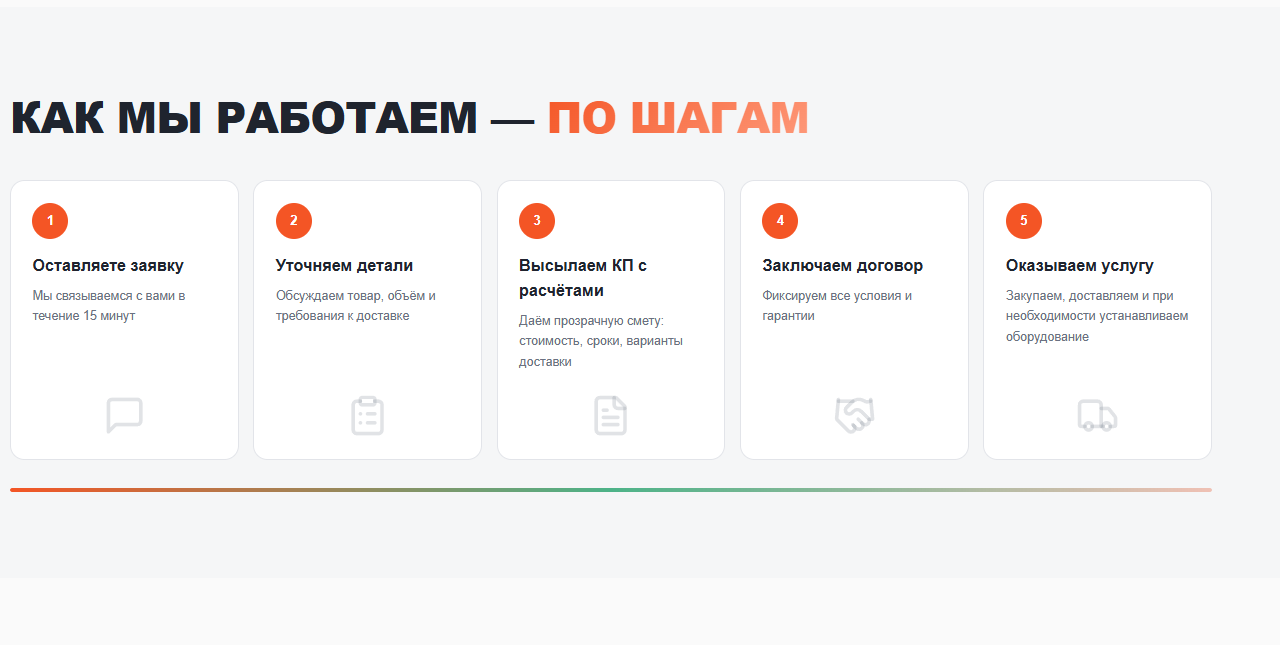 КАК МЫ РАБОТАЕМ — ПО ШАГАМ
1
Оставляете заявку
Мы связываемся с вами в
течение 15 минут
2
Уточняем детали
Обсуждаем товар, объём и
требования к доставке
3
Высылаем КП с
расчётами
Даём прозрачную смету:
стоимость, сроки, варианты
доставки
4
Заключаем договор
Фиксируем все условия и
гарантии
5
Оказываем услугу
Закупаем, доставляем и при
необходимости устанавливаем
оборудование